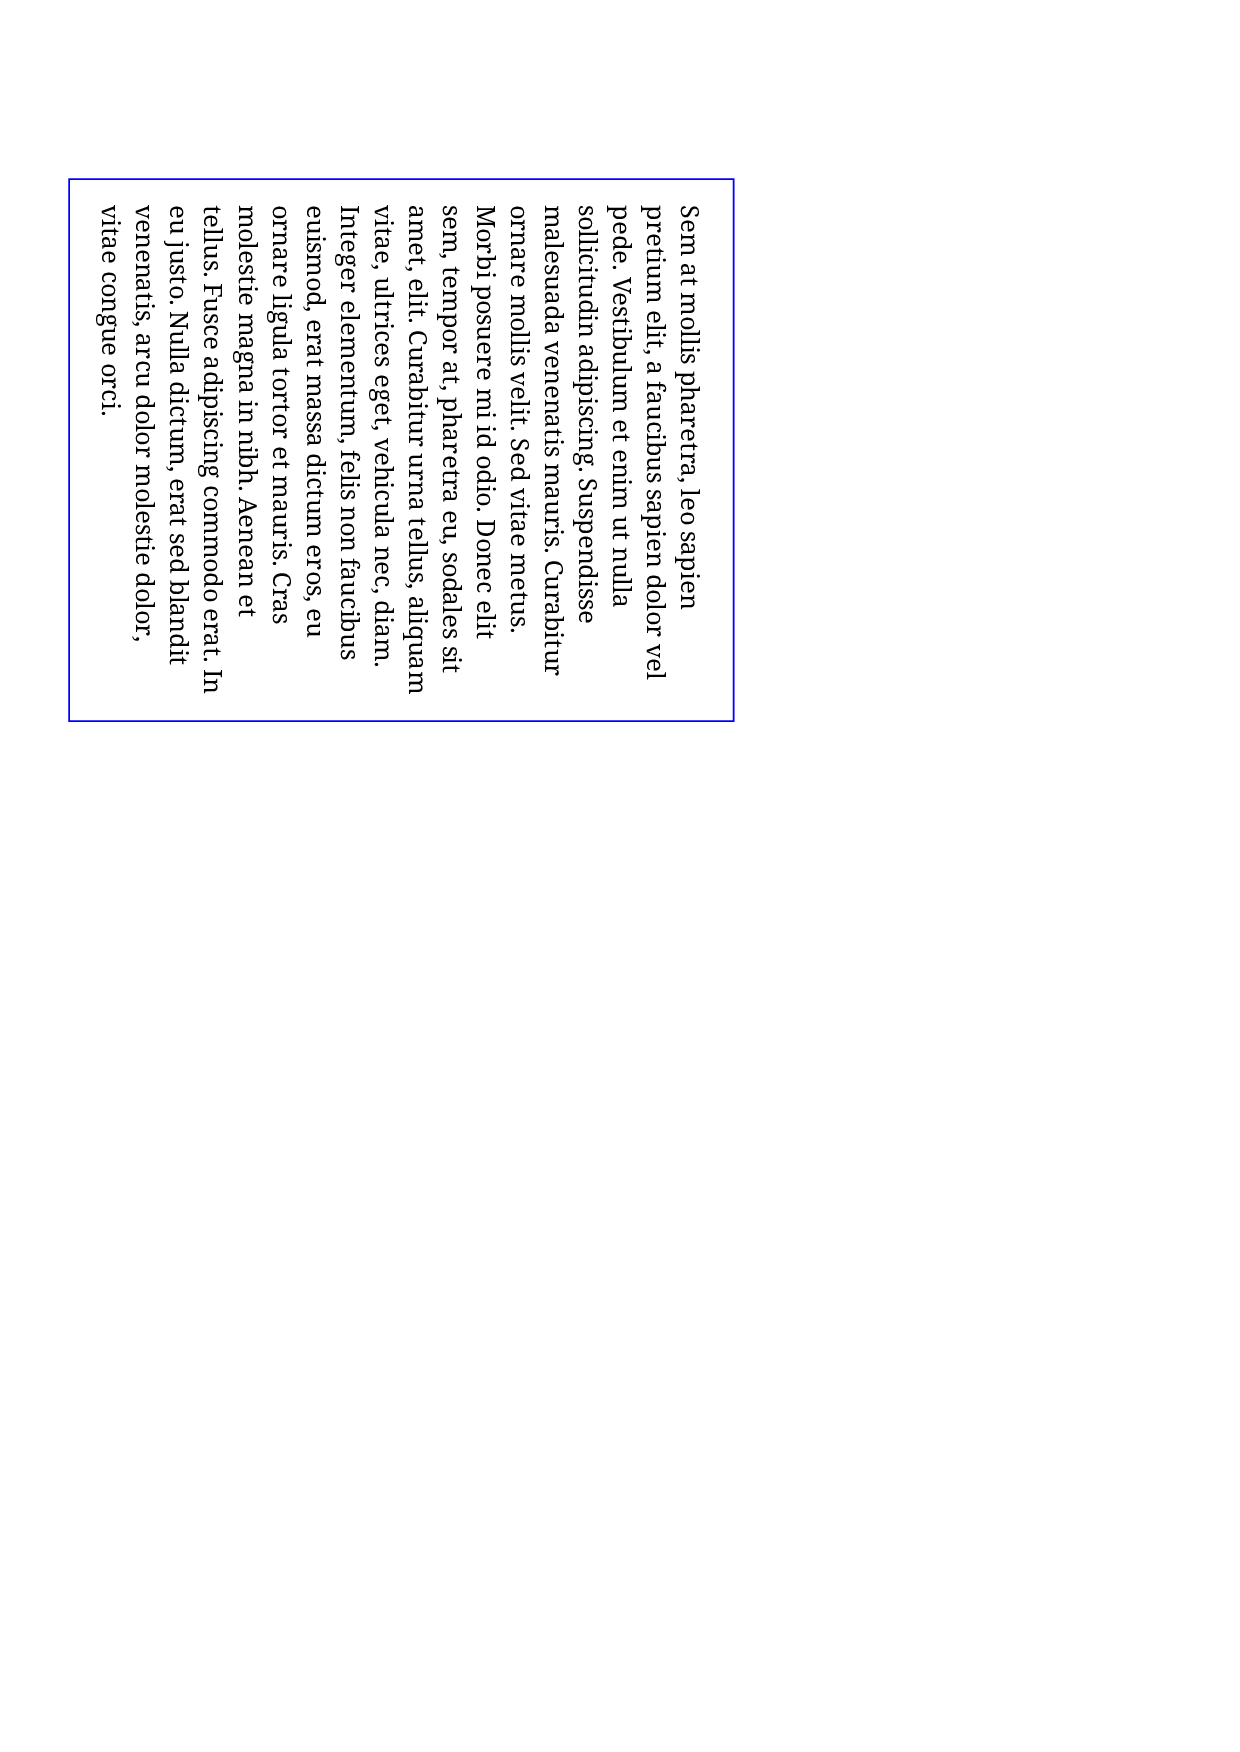 Sem at mollis pharetra, leo sapien
pretium elit, a faucibus sapien dolor vel
pede. Vestibulum et enim ut nulla
sollicitudin adipiscing. Suspendisse
malesuada venenatis mauris. Curabitur
ornare mollis velit. Sed vitae metus.
Morbi posuere mi id odio. Donec elit
sem, tempor at, pharetra eu, sodales sit
amet, elit. Curabitur urna tellus, aliquam
vitae, ultrices eget, vehicula nec, diam.
Integer elementum, felis non faucibus
euismod, erat massa dictum eros, eu
ornare ligula tortor et mauris. Cras
molestie magna in nibh. Aenean et
tellus. Fusce adipiscing commodo erat. In
eu justo. Nulla dictum, erat sed blandit
venenatis, arcu dolor molestie dolor,
vitae congue orci.